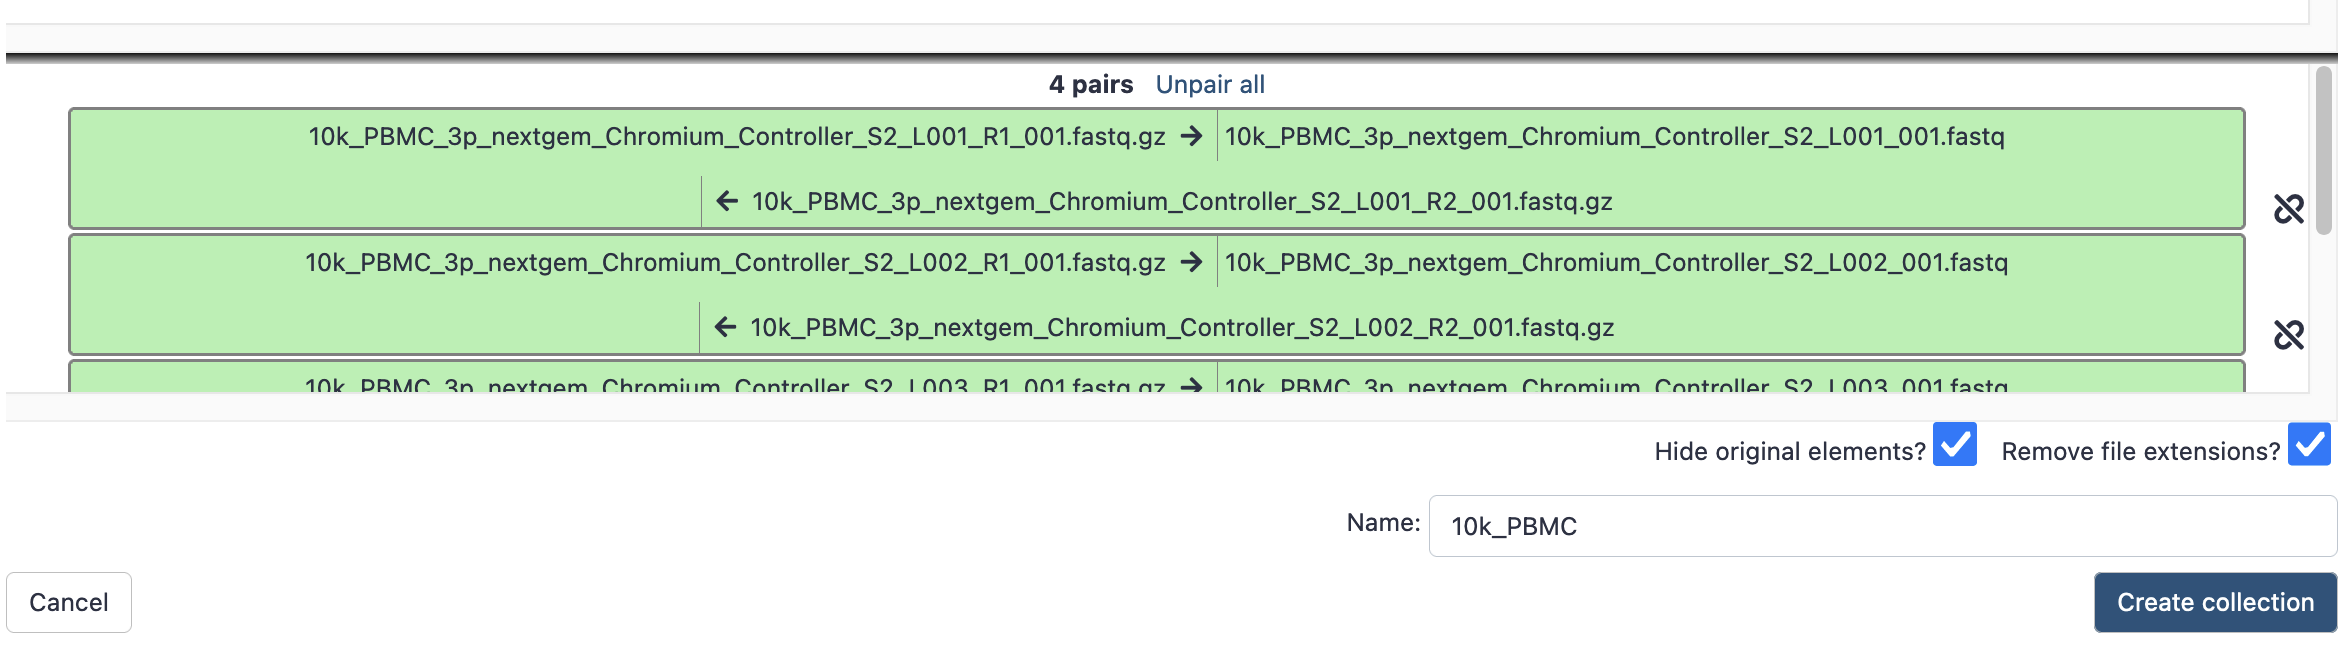 4 pairs Unpair all
10k_PBMC_3p_nextgem_Chromium_Controller_S2_L001_R1_001.fastq.gz → 10k_PBMC_3p_nextgem_Chromium_Controller_S2_L001_001.fastq
← 10k_PBMC_3p_nextgem_Chromium_Controller_S2_L001_R2_001.fastq.gz
10k_PBMC_3p_nextgem_Chromium_Controller_S2_L002_R1_001.fastq.gz → 10k_PBMC_3p_nextgem_Chromium_Controller_S2_L002_001.fastq
← 10k_PBMC_3p_nextgem_Chromium_Controller_S2_L002_R2_001.fastq.gz
10k_PBMC_3p_nextgem_Chromium_Controller_S2_L003_R1_001.fastq.gz → 10k_PBMC_3p_nextgem_Chromium_Controller_S2_L003_001.fastq
Hide original elements? Remove file extensions?
Name: 10k_PBMC
Cancel Create collection